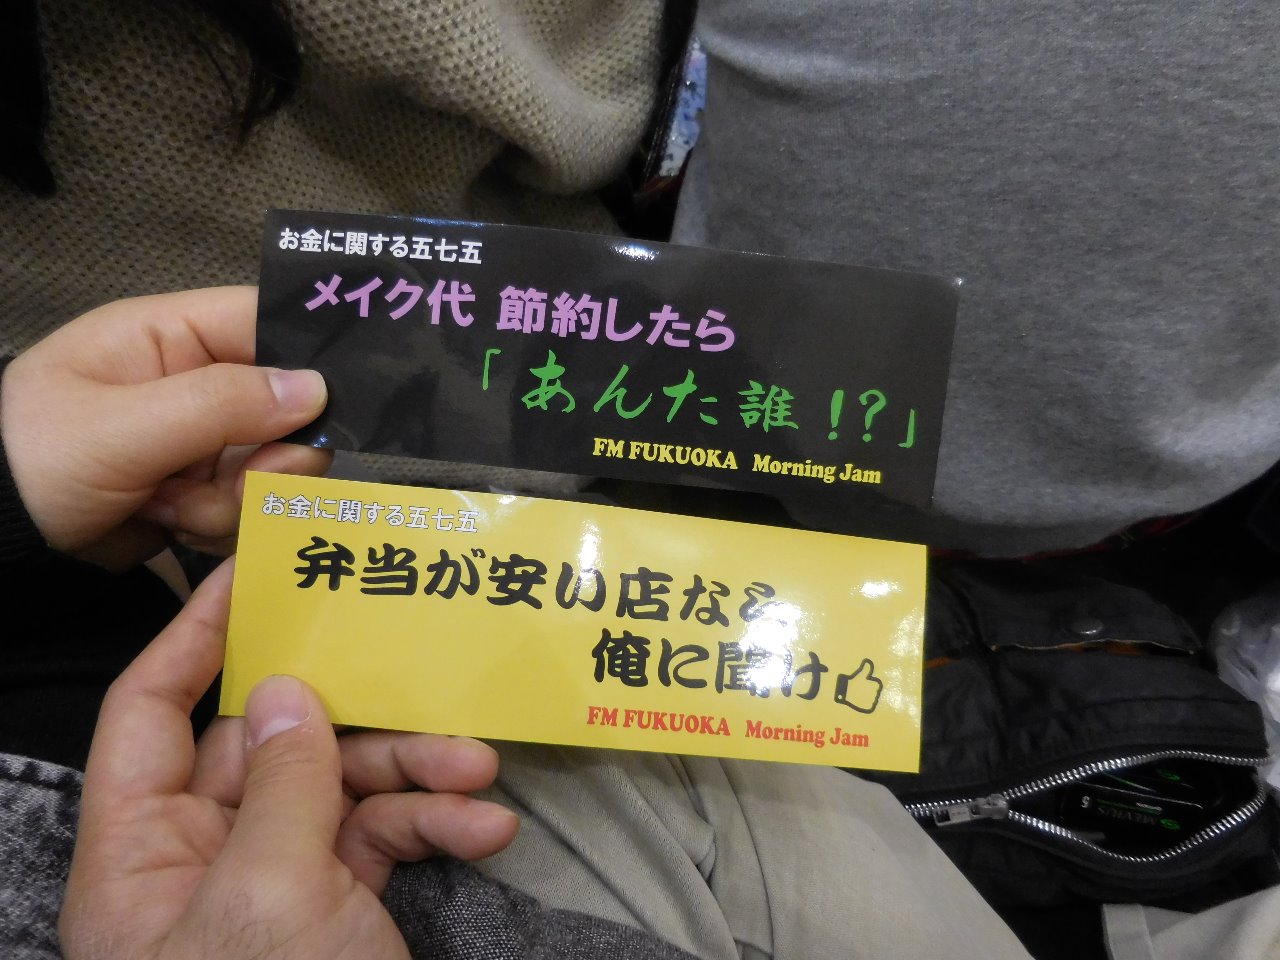 お金に関する五七五
メイク代 節約したら
「あんた誰!?」
FM FUKUOKA Morning Jam
お金に関する五七五
弁当が安い店なら
俺に聞け
FM FUKUOKA Morning Jam
MEVIUS